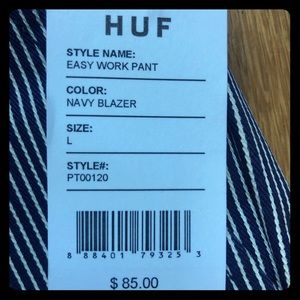 HUF
STYLE NAME:
EASY WORK PANT
COLOR:
NAVY BLAZER
SIZE:
L
STYLE#:
PT00120
8 88401 79325 3
$ 85.00